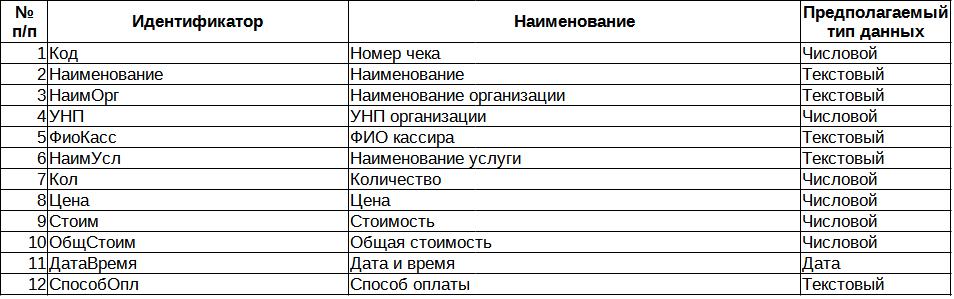 № п/п Идентификатор Наименование Предполагаемый тип данных
1 Код Номер чека Числовой
2 Наименование Наименование Текстовый
3 НаимОрг Наименование организации Текстовый
4 УНП УНП организации Числовой
5 ФиоКасс ФИО кассира Текстовый
6 НаимУсл Наименование услуги Текстовый
7 Кол Количество Числовой
8 Цена Цена Числовой
9 Стоим Стоимость Числовой
10 ОбщСтоим Общая стоимость Числовой
11 ДатаВремя Дата и время Дата
12 СпособОпл Способ оплаты Текстовый